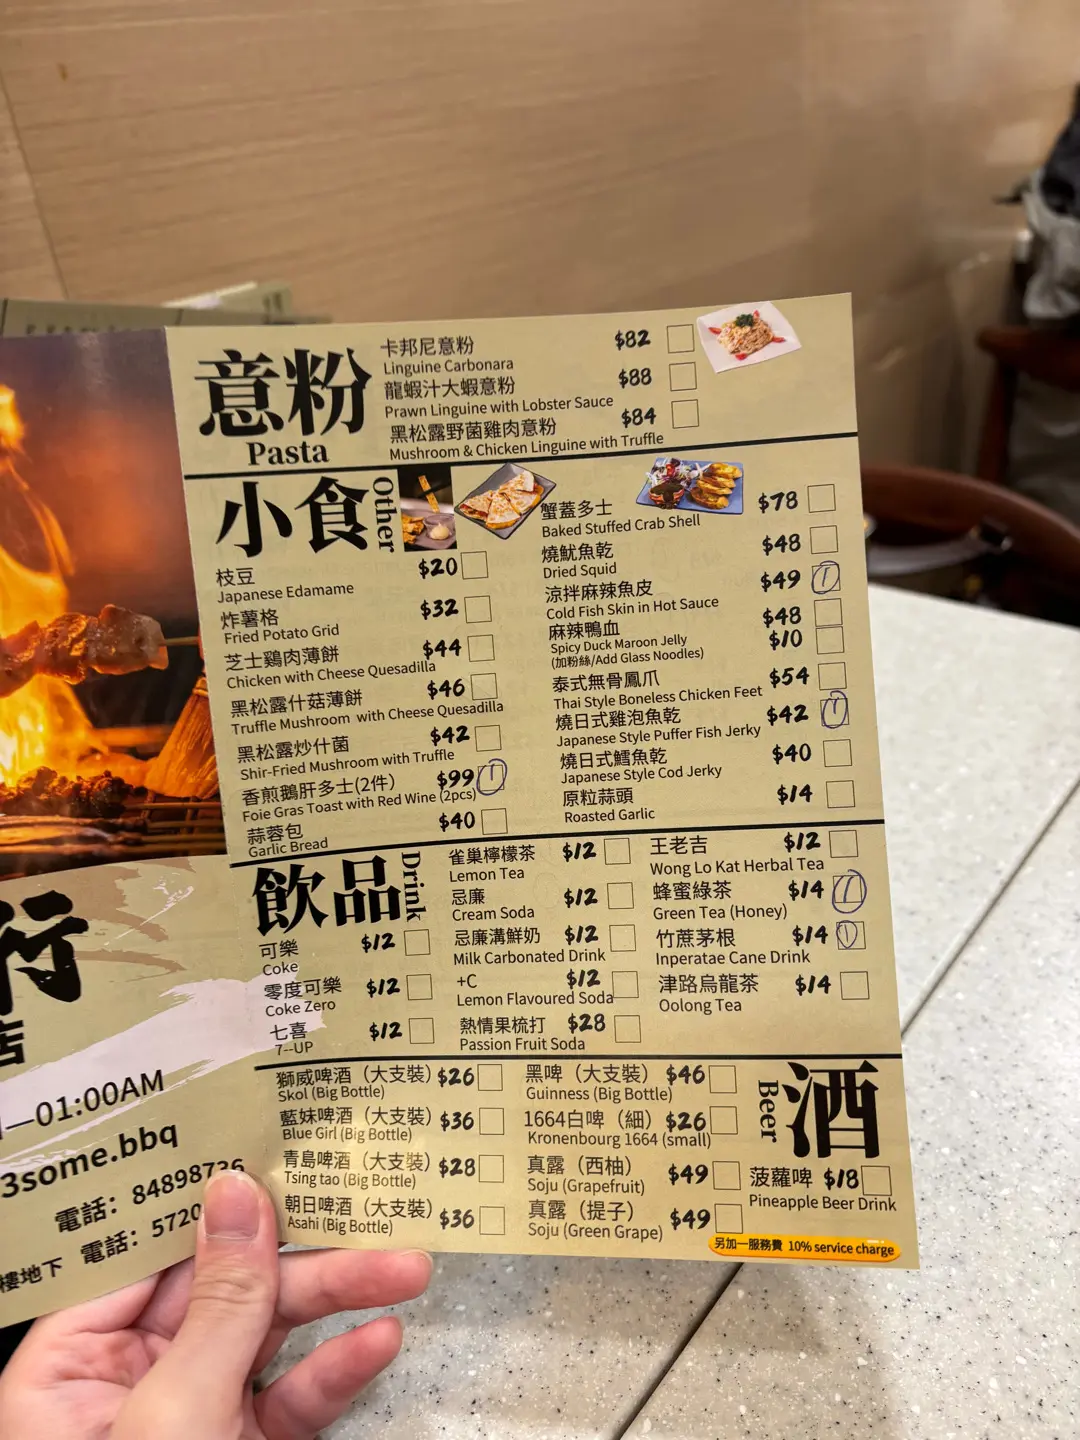 意粉
Pasta
卡邦尼意粉 $82
Linguine Carbonara
龍蝦汁大蝦意粉 $88
Prawn Linguine with Lobster Sauce
黑松露野菌雞肉意粉 $84
Mushroom & Chicken Linguine with Truffle
小食
Other
枝豆 $20
Japanese Edamame
炸薯格 $32
Fried Potato Grid
芝士鷄肉薄餅 $44
Chicken with Cheese Quesadilla
黑松露什菇薄餅 $46
Truffle Mushroom with Cheese Quesadilla
黑松露炒什菌 $42
Shir-Fried Mushroom with Truffle
香煎鵝肝多士(2件) $99 1
Foie Gras Toast with Red Wine (2pcs)
蒜蓉包 $40
Garlic Bread
蟹蓋多士 $78
Baked Stuffed Crab Shell
燒魷魚乾 $48
Dried Squid
涼拌麻辣魚皮 $49 1
Cold Fish Skin in Hot Sauce
麻辣鴨血 $48
Spicy Duck Maroon Jelly $10
(加粉絲/Add Glass Noodles)
泰式無骨鳳爪 $54
Thai Style Boneless Chicken Feet
燒日式雞泡魚乾 $42 1
Japanese Style Puffer Fish Jerky
燒日式鱈魚乾 $40
Japanese Style Cod Jerky
原粒蒜頭 $14
Roasted Garlic
飲品
Drink
可樂 $12
Coke
零度可樂 $12
Coke Zero
七喜 $12
7--UP
雀巢檸檬茶 $12
Lemon Tea
忌廉 $12
Cream Soda
忌廉溝鮮奶 $12
Milk Carbonated Drink
+C $12
Lemon Flavoured Soda
熱情果梳打 $28
Passion Fruit Soda
王老吉 $12
Wong Lo Kat Herbal Tea
蜂蜜綠茶 $14 1
Green Tea (Honey)
竹蔗茅根 $14 1
Inperatae Cane Drink
津路烏龍茶 $14
Oolong Tea
獅威啤酒（大支裝）$26
Skol (Big Bottle)
藍妹啤酒（大支裝）$36
Blue Girl (Big Bottle)
青島啤酒（大支裝）$28
Tsing tao (Big Bottle)
朝日啤酒（大支裝）$36
Asahi (Big Bottle)
黑啤（大支裝）$46
Guinness (Big Bottle)
1664白啤（細）$26
Kronenbourg 1664 (small)
真露（西柚） $49
Soju (Grapefruit)
真露（提子） $49
Soju (Green Grape)
酒
Beer
菠蘿啤 $18
Pineapple Beer Drink
另加一服務費 10% service charge
行
店
—01:00AM
3some.bbq
電話：84898736
電話：5720
樓地下